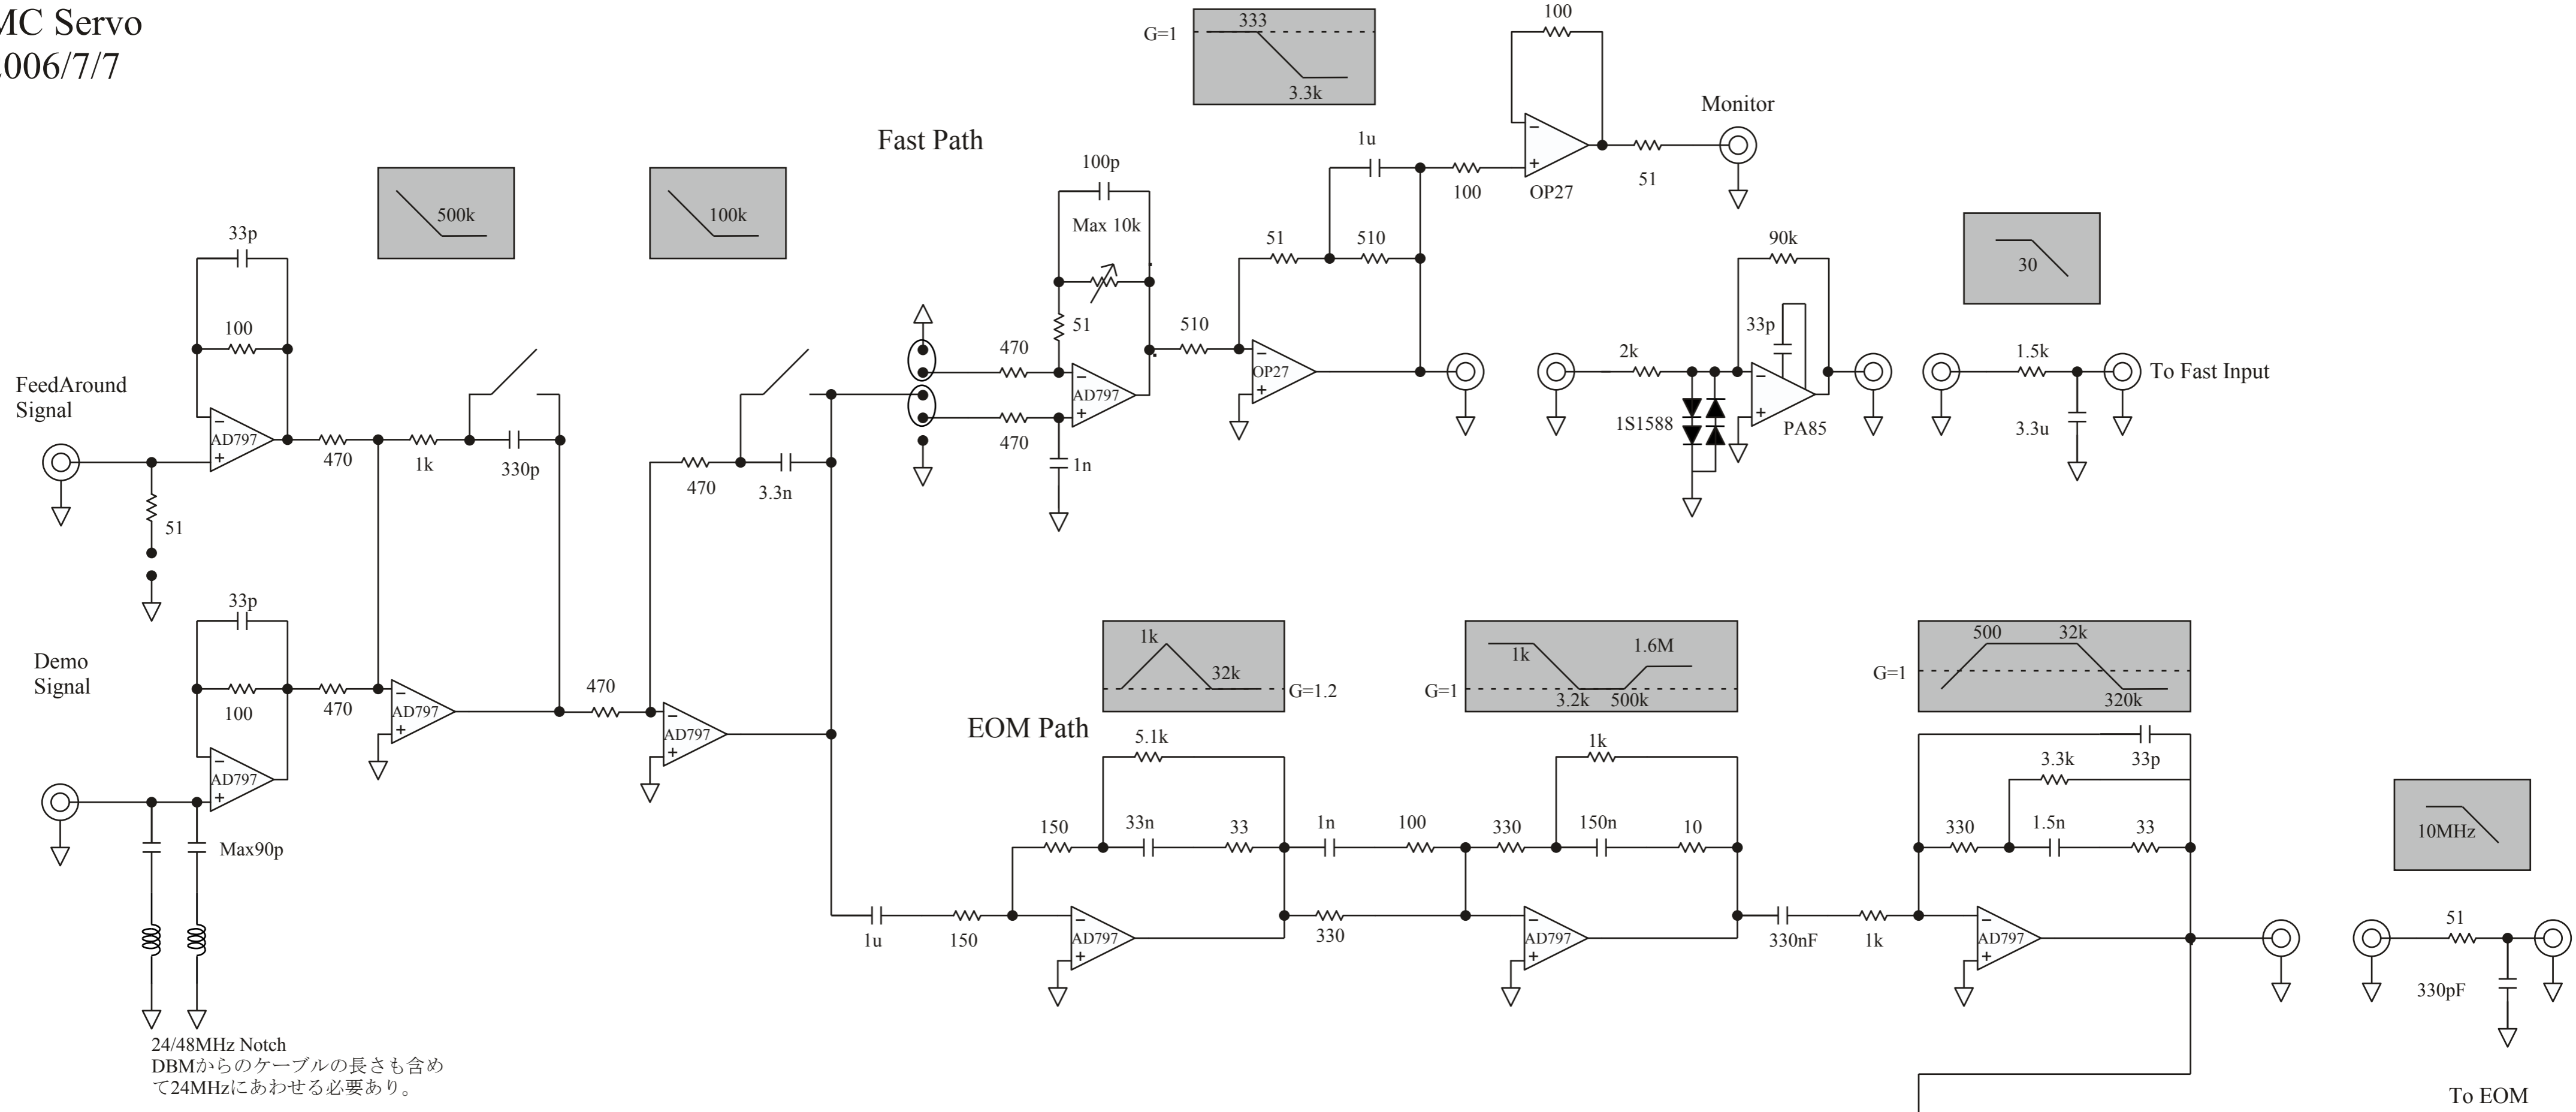 MC Servo
2006/7/7
FeedAround
Signal
33p
100
AD797
51
470
1k
330p
500k
Demo
Signal
33p
100
470
AD797
Max90p
24/48MHz Notch
DBMからのケーブルの長さも含め
て24MHzにあわせる必要あり。
AD797
470
470
3.3n
100k
AD797
Fast Path
470
470
1n
100p
Max 10k
51
AD797
510
G=1
333
3.3k
51
510
1u
OP27
100
100
OP27
51
Monitor
2k
1S1588
90k
33p
PA85
30
1.5k
3.3u
To Fast Input
EOM Path
1u
150
1k
32k
G=1.2
5.1k
150
33n
33
AD797
1n
100
330
G=1
1k
3.2k
500k
1.6M
1k
330
150n
10
AD797
330nF
1k
G=1
500
32k
320k
33p
3.3k
330
1.5n
33
AD797
10MHz
51
330pF
To EOM